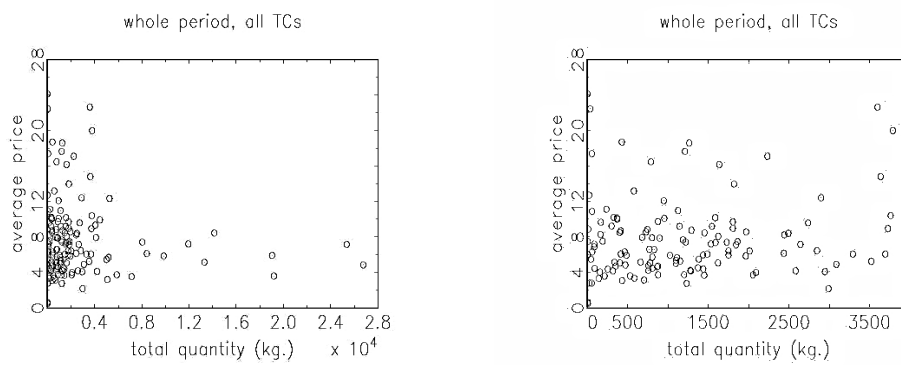 whole period, all TCs
average price
28
20
12
8
4
0
0.4 0.8 1.2 1.6 2.0 2.4 2.8
× 10⁴
total quantity (kg.)
whole period, all TCs
average price
28
20
12
8
4
0
0 500 1500 2500 3500
total quantity (kg.)